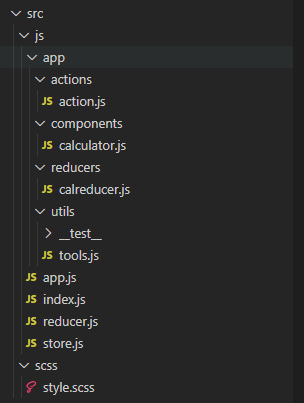 src
js
app
actions
JS action.js
components
JS calculator.js
reducers
JS calreducer.js
utils
__test__
JS tools.js
JS app.js
JS index.js
JS reducer.js
JS store.js
scss
style.scss